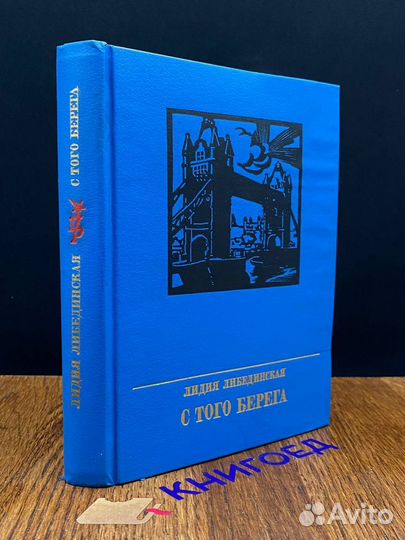 ЛИДИЯ ЛИБЕДИНСКАЯ С ТОГО БЕРЕГА
ЛИДИЯ ЛИБЕДИНСКАЯ
С ТОГО БЕРЕГА
КНИГОЕД
Avito